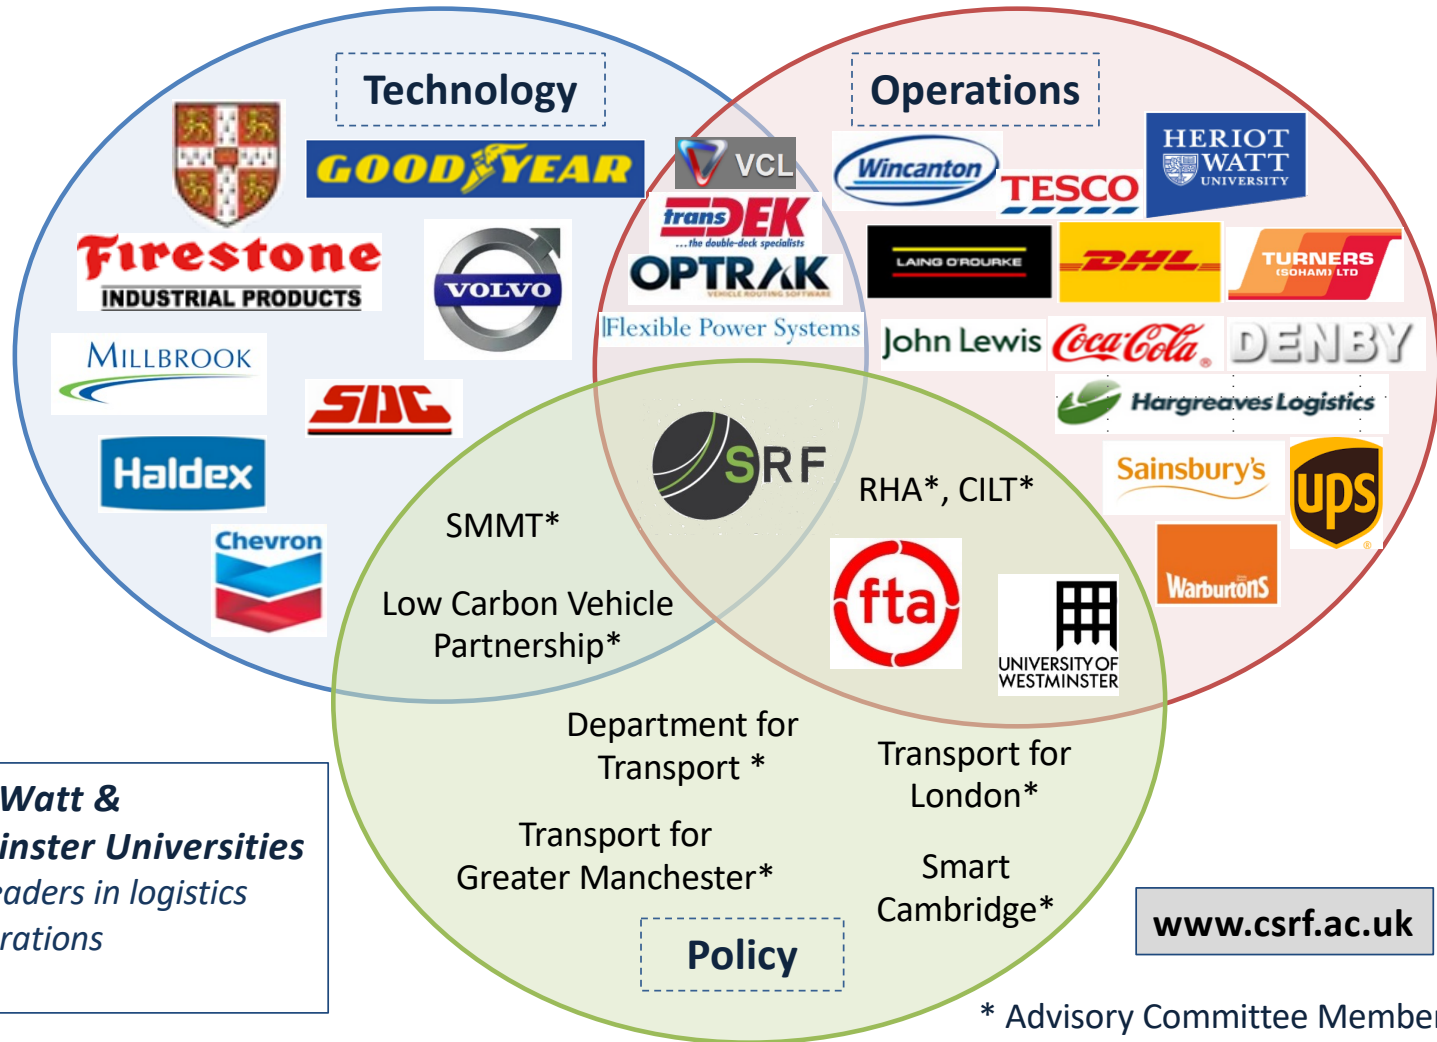 Technology
Operations
GOODYEAR
VCL
Wincanton
TESCO
HERIOT
WATT
UNIVERSITY
transDEK
...the double-deck specialists
Firestone
INDUSTRIAL PRODUCTS
VOLVO
OPTRAK
VEHICLE ROUTING SOFTWARE
LAING O'ROURKE
DHL
TURNERS
(SOHAM) LTD
Flexible Power Systems
John Lewis
Coca-Cola
DENBY
MILLBROOK
SDC
Hargreaves Logistics
Haldex
SRF
Sainsbury's
ups
RHA*, CILT*
SMMT*
Chevron
fta
Warburtons
Low Carbon Vehicle
Partnership*
UNIVERSITY OF
WESTMINSTER
Department for
Transport *
Transport for
London*
Transport for
Greater Manchester*
Smart
Cambridge*
Policy
Watt &
inster Universities
eaders in logistics
rations
www.csrf.ac.uk
* Advisory Committee Member